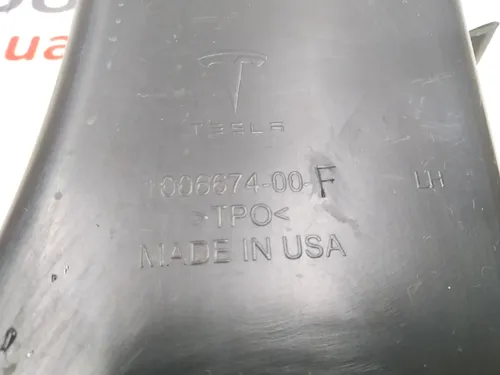 TESLA
1006674-00-F LH
>TPO<
MADE IN USA